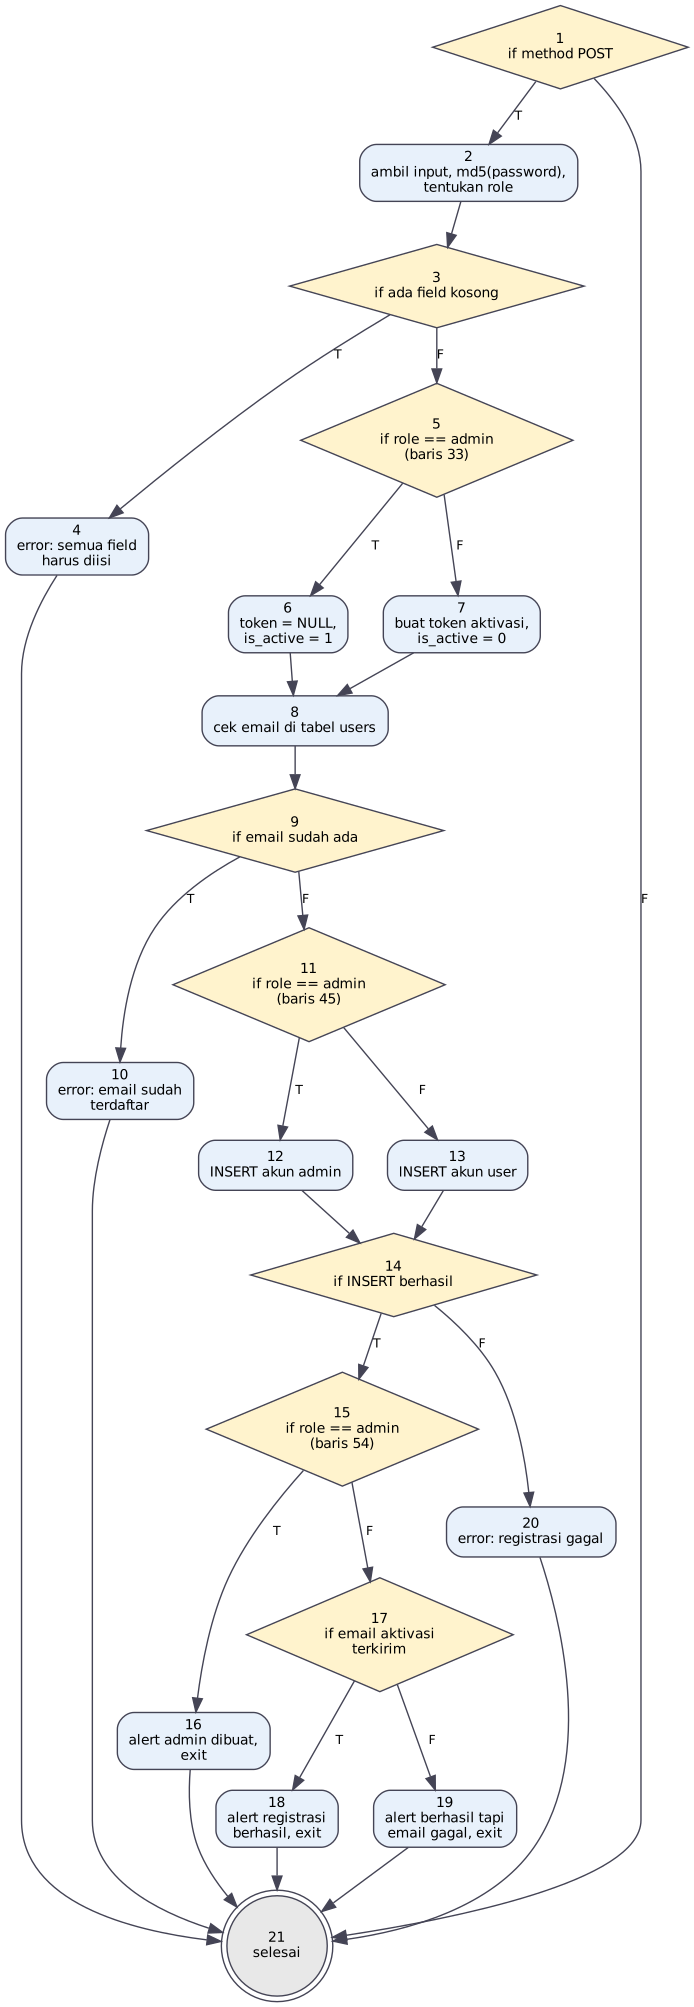 1
if method POST
T
2
ambil input, md5(password),
tentukan role
3
if ada field kosong
T
F
5
if role == admin
(baris 33)
4
error: semua field
harus diisi
T
F
6
token = NULL,
is_active = 1
7
buat token aktivasi,
is_active = 0
8
cek email di tabel users
9
if email sudah ada
T
F
F
11
if role == admin
(baris 45)
10
error: email sudah
terdaftar
T
F
12
INSERT akun admin
13
INSERT akun user
14
if INSERT berhasil
T
F
15
if role == admin
(baris 54)
20
error: registrasi gagal
T
F
17
if email aktivasi
terkirim
16
alert admin dibuat,
exit
T
F
18
alert registrasi
berhasil, exit
19
alert berhasil tapi
email gagal, exit
21
selesai